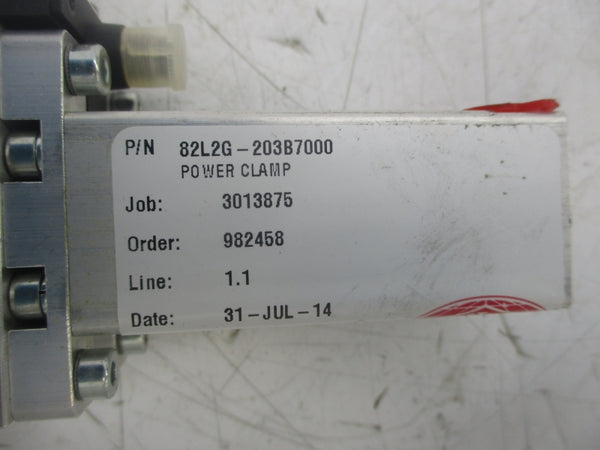 P/N 82L2G-203B7000
POWER CLAMP
Job: 3013875
Order: 982458
Line: 1.1
Date: 31-JUL-14